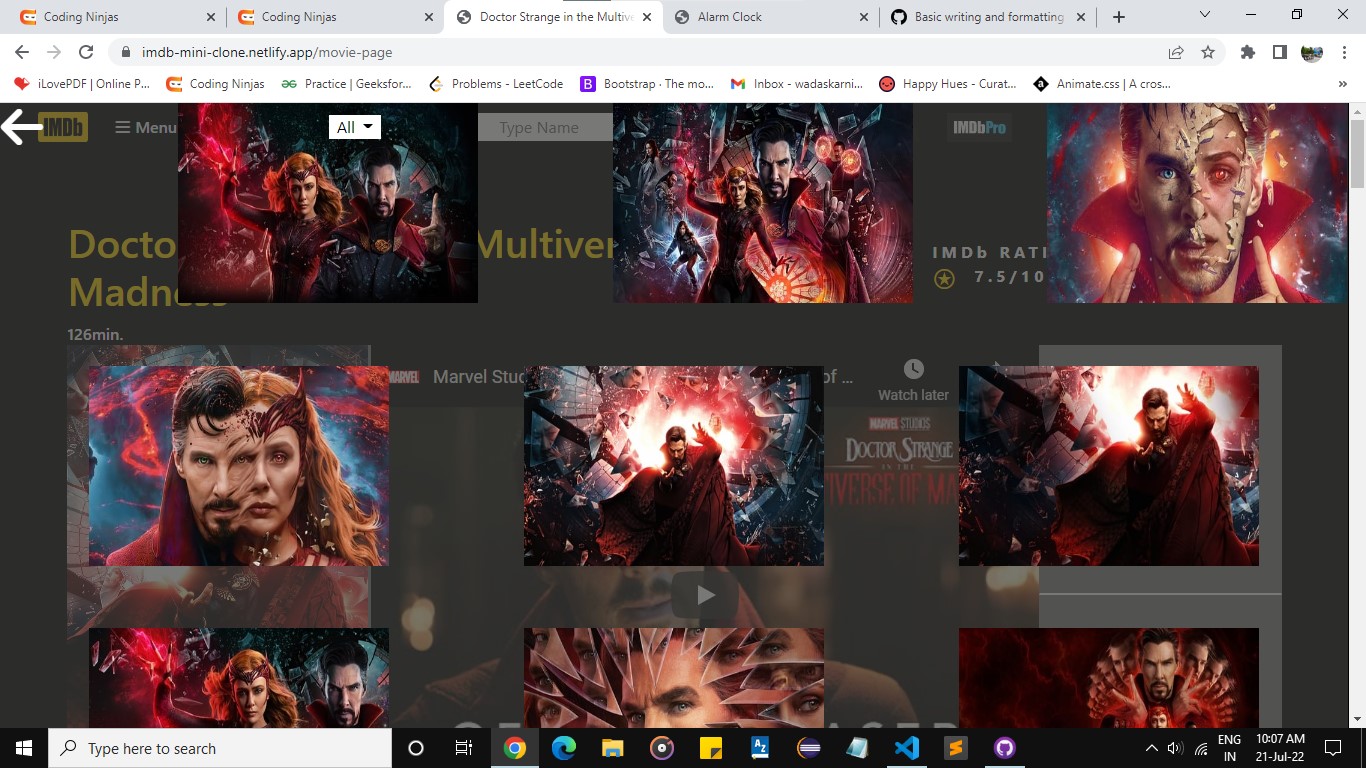 Coding Ninjas
Coding Ninjas
Doctor Strange in the Multive
Alarm Clock
Basic writing and formatting
imdb-mini-clone.netlify.app/movie-page
iLovePDF | Online P...
Coding Ninjas
Practice | Geeksfor...
Problems - LeetCode
Bootstrap · The mo...
Inbox - wadaskarni...
Happy Hues - Curat...
Animate.css | A cros...
»
IMDb
Menu
All
Type Name
IMDbPro
Docto
Multiver
Madness
IMDb RATI
7.5/10
126min.
MARVEL
Marvel Stud
of ...
Watch later
MARVEL STUDIOS
DOCTOR STRANGE
IN THE
TIVERSE OF MA
Type here to search
ENG
IN
10:07 AM
21-Jul-22